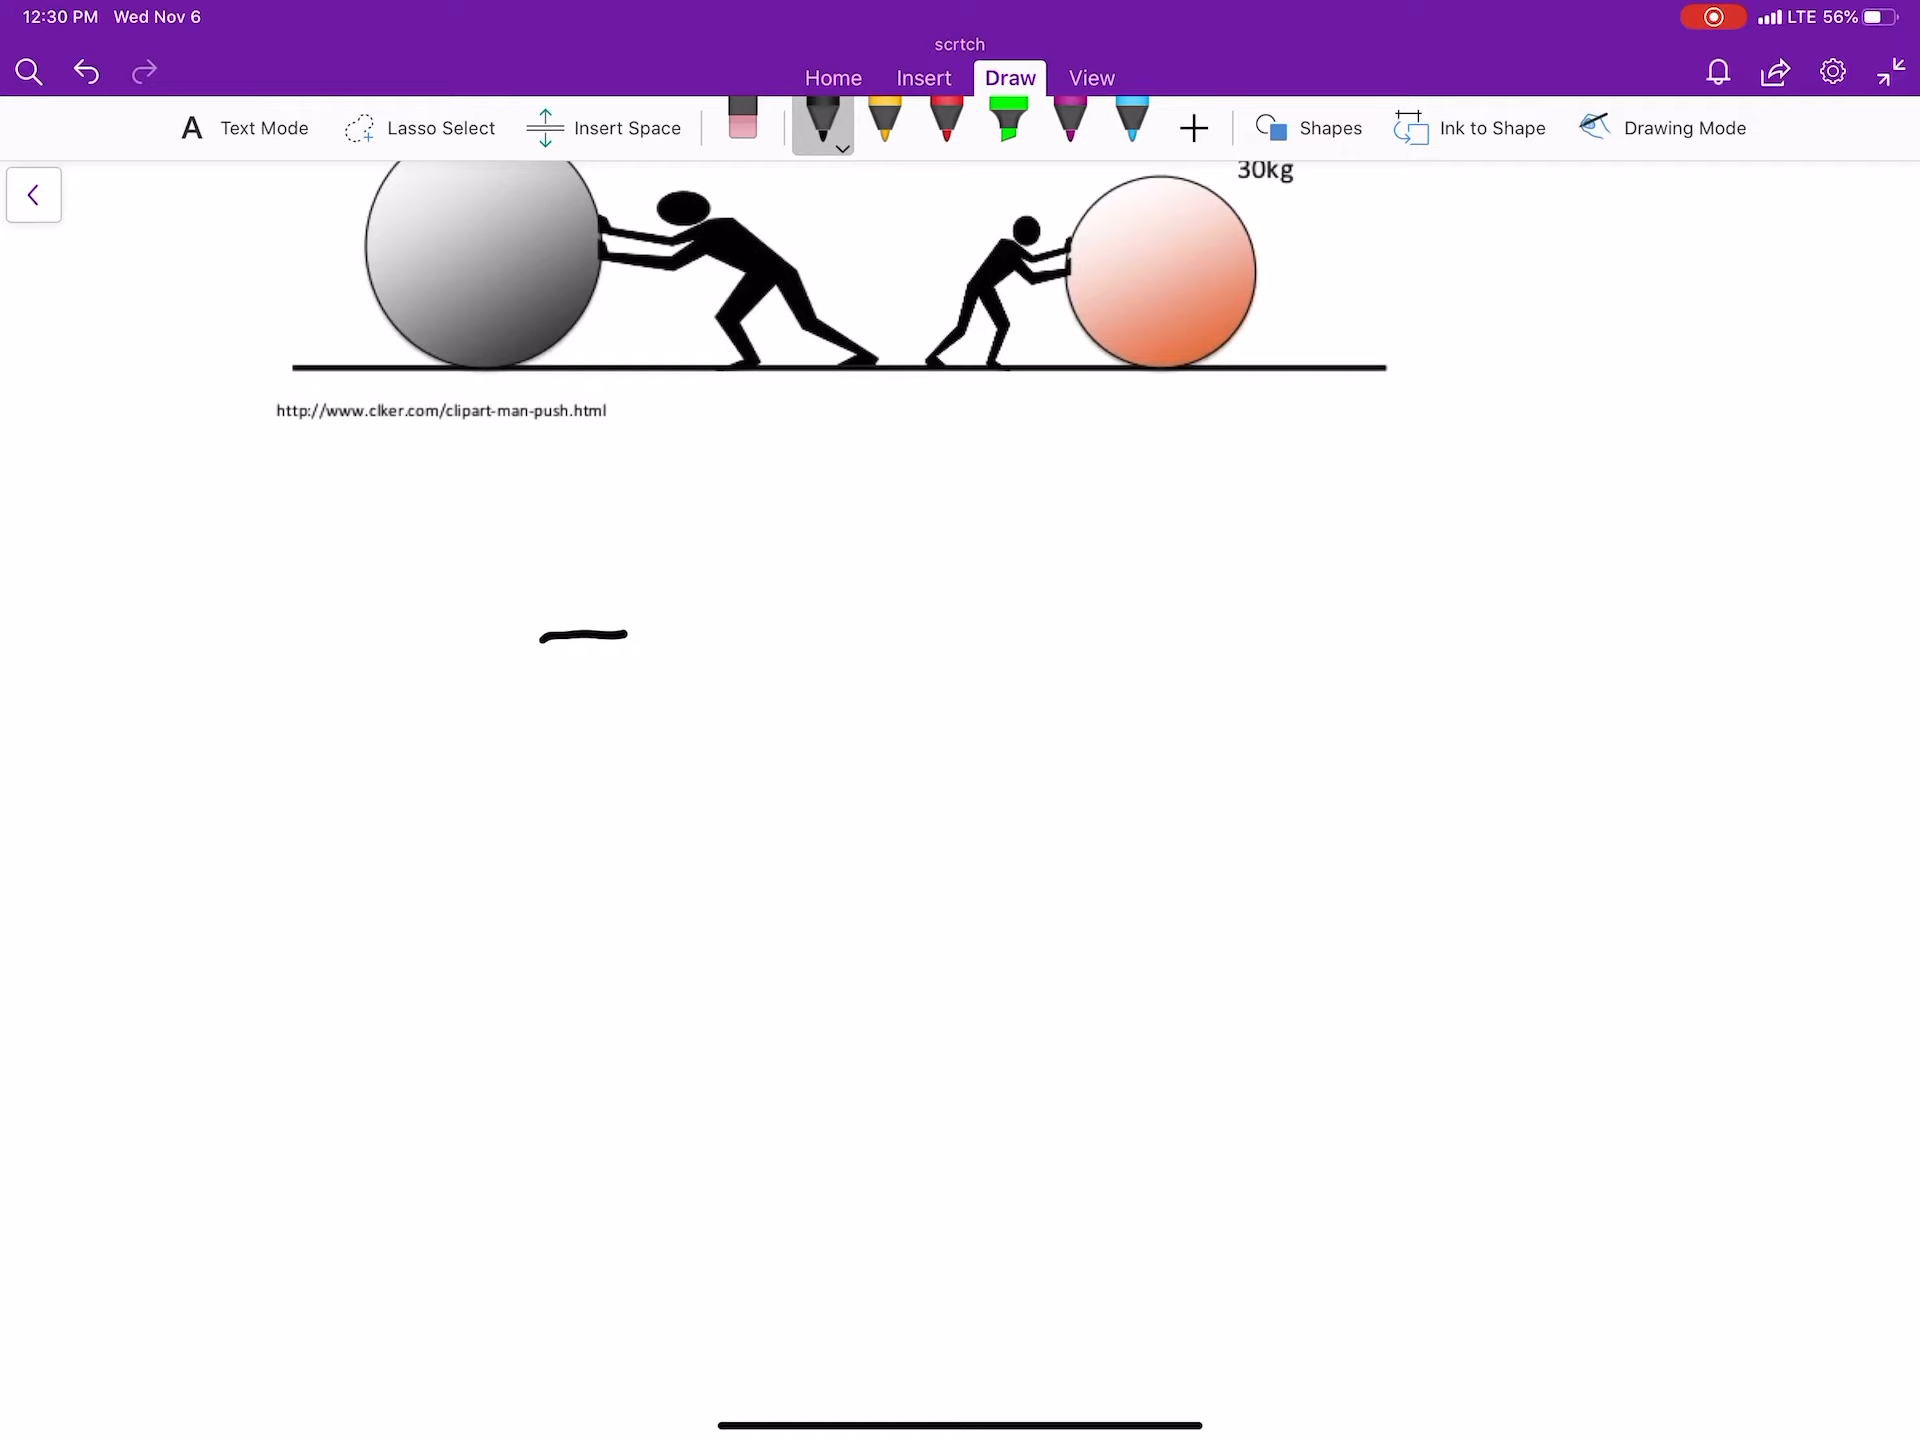 12:30 PM Wed Nov 6
LTE 56%
scrtch
Home Insert Draw View
A Text Mode Lasso Select Insert Space Shapes Ink to Shape Drawing Mode
30kg
http://www.clker.com/clipart-man-push.html